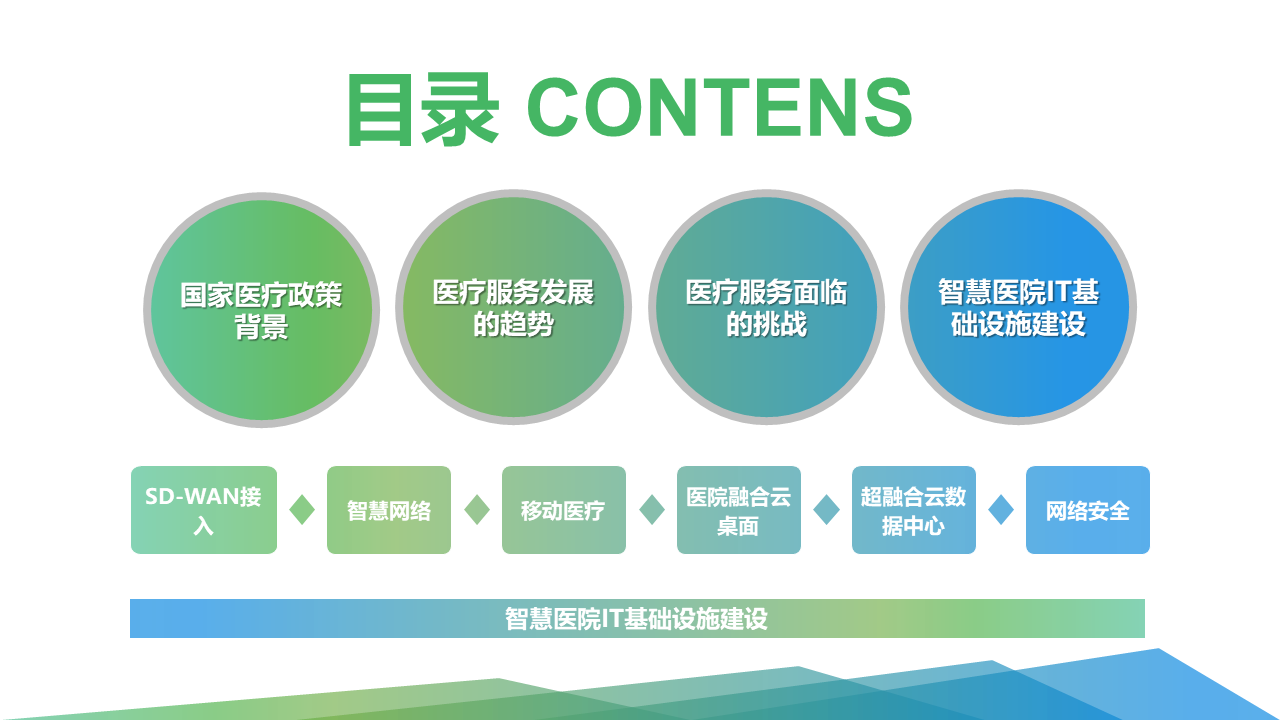 目录 CONTENS
国家医疗政策
背景
医疗服务发展
的趋势
医疗服务面临
的挑战
智慧医院IT基
础设施建设
SD-WAN接
入
智慧网络
移动医疗
医院融合云
桌面
超融合云数
据中心
网络安全
智慧医院IT基础设施建设